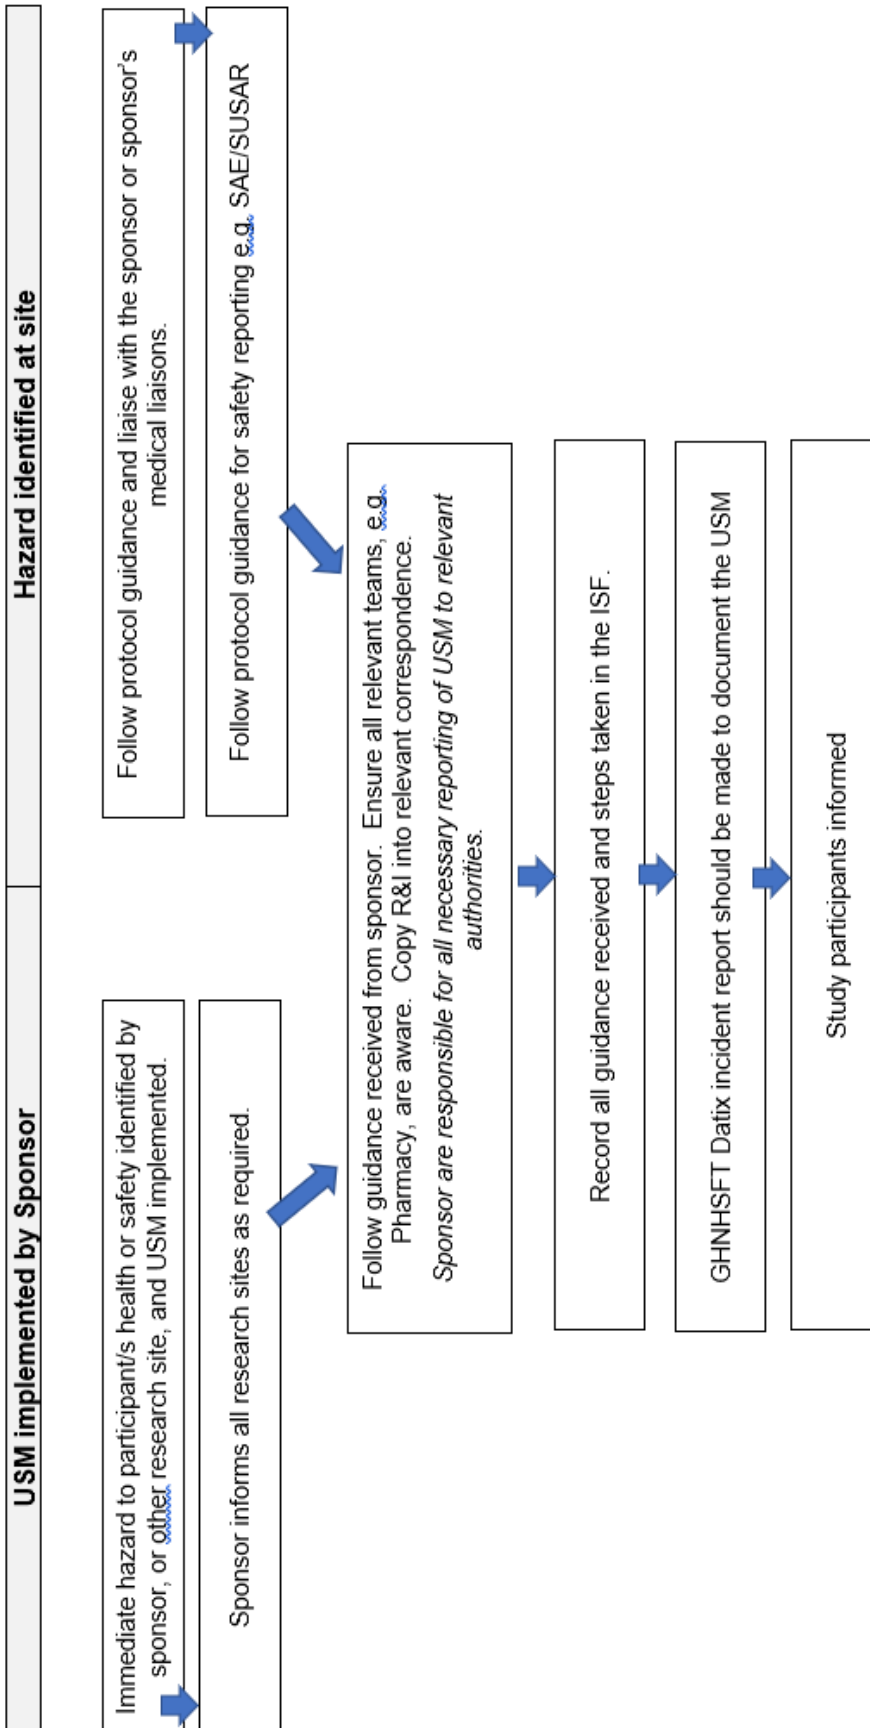 USM implemented by Sponsor
Hazard identified at site
Immediate hazard to participant/s health or safety identified by
sponsor, or other research site, and USM implemented.
Sponsor informs all research sites as required.
Follow protocol guidance and liaise with the sponsor or sponsor's
medical liaisons.
Follow protocol guidance for safety reporting e.g. SAE/SUSAR
Follow guidance received from sponsor. Ensure all relevant teams, e.g.
Pharmacy, are aware. Copy R&I into relevant correspondence.
Sponsor are responsible for all necessary reporting of USM to relevant
authorities.
Record all guidance received and steps taken in the ISF.
GHNHSFT Datix incident report should be made to document the USM
Study participants informed